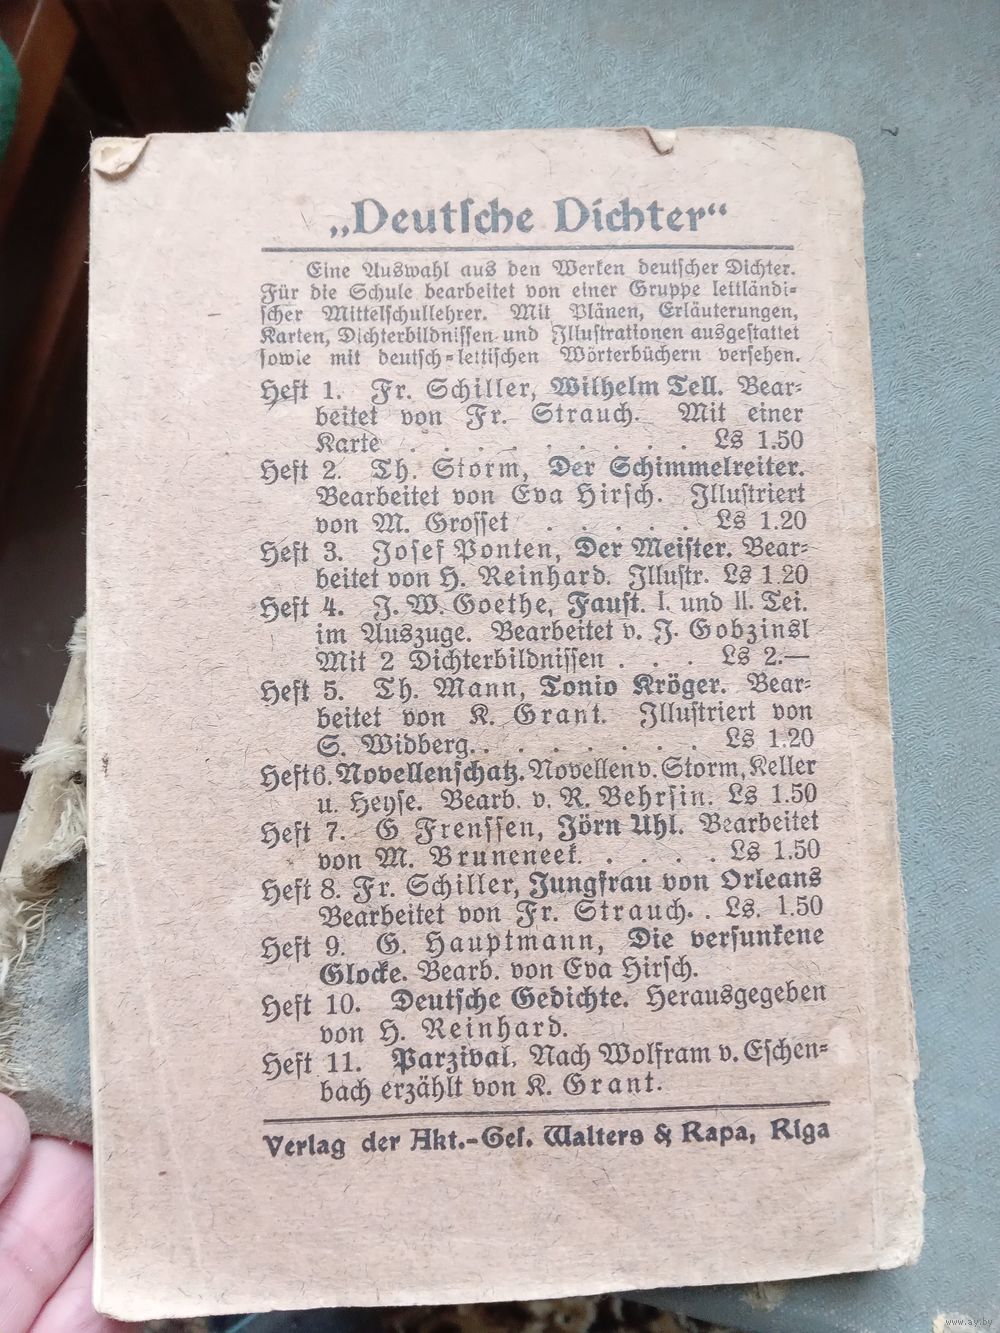 „Deutſche Dichter“
Eine Auswahl aus den Werken deutſcher Dichter.
Für die Schule bearbeitet von einer Gruppe lettländi-
ſcher Mittelſchullehrer. Mit Plänen, Erläuterungen,
Karten, Dichterbildniſſen und Illuſtrationen ausgeſtattet
ſowie mit deutſch-lettiſchen Wörterbüchern verſehen.
Heft 1. Fr. Schiller, Wilhelm Tell. Bear-
beitet von Fr. Strauch. Mit einer
Karte . . . . . . . . . . Ls 1.50
Heft 2. Th. Storm, Der Schimmelreiter.
Bearbeitet von Eva Hirſch. Illuſtriert
von M. Groſſet . . . . . Ls 1.20
Heft 3. Joſef Ponten, Der Meiſter. Bear-
beitet von H. Reinhard. Illuſtr. Ls 1.20
Heft 4. J. W. Goethe, Fauſt. I. und II. Tei.
im Auszuge. Bearbeitet v. J. Gobzinsl
Mit 2 Dichterbildniſſen . . . Ls 2.—
Heft 5. Th. Mann, Tonio Kröger. Bear-
beitet von K. Grant. Illuſtriert von
S. Widberg. . . . . . . . Ls 1.20
Heft 6. Novellenſchatz. Novellen v. Storm, Keller
u. Heyſe. Bearb. v. R. Behrſin. Ls 1.50
Heft 7. G Frenſſen, Jörn Uhl. Bearbeitet
von M. Bruneneek. . . . . Ls 1.50
Heft 8. Fr. Schiller, Jungfrau von Orleans
Bearbeitet von Fr. Strauch. . Ls. 1.50
Heft 9. G. Hauptmann, Die verſunkene
Glocke. Bearb. von Eva Hirſch.
Heft 10. Deutſche Gedichte. Herausgegeben
von H. Reinhard.
Heft 11. Parzival. Nach Wolfram v. Eſchen-
bach erzählt von K. Grant.
Verlag der Akt.-Geſ. Walters & Rapa, Riga
www.ay.by